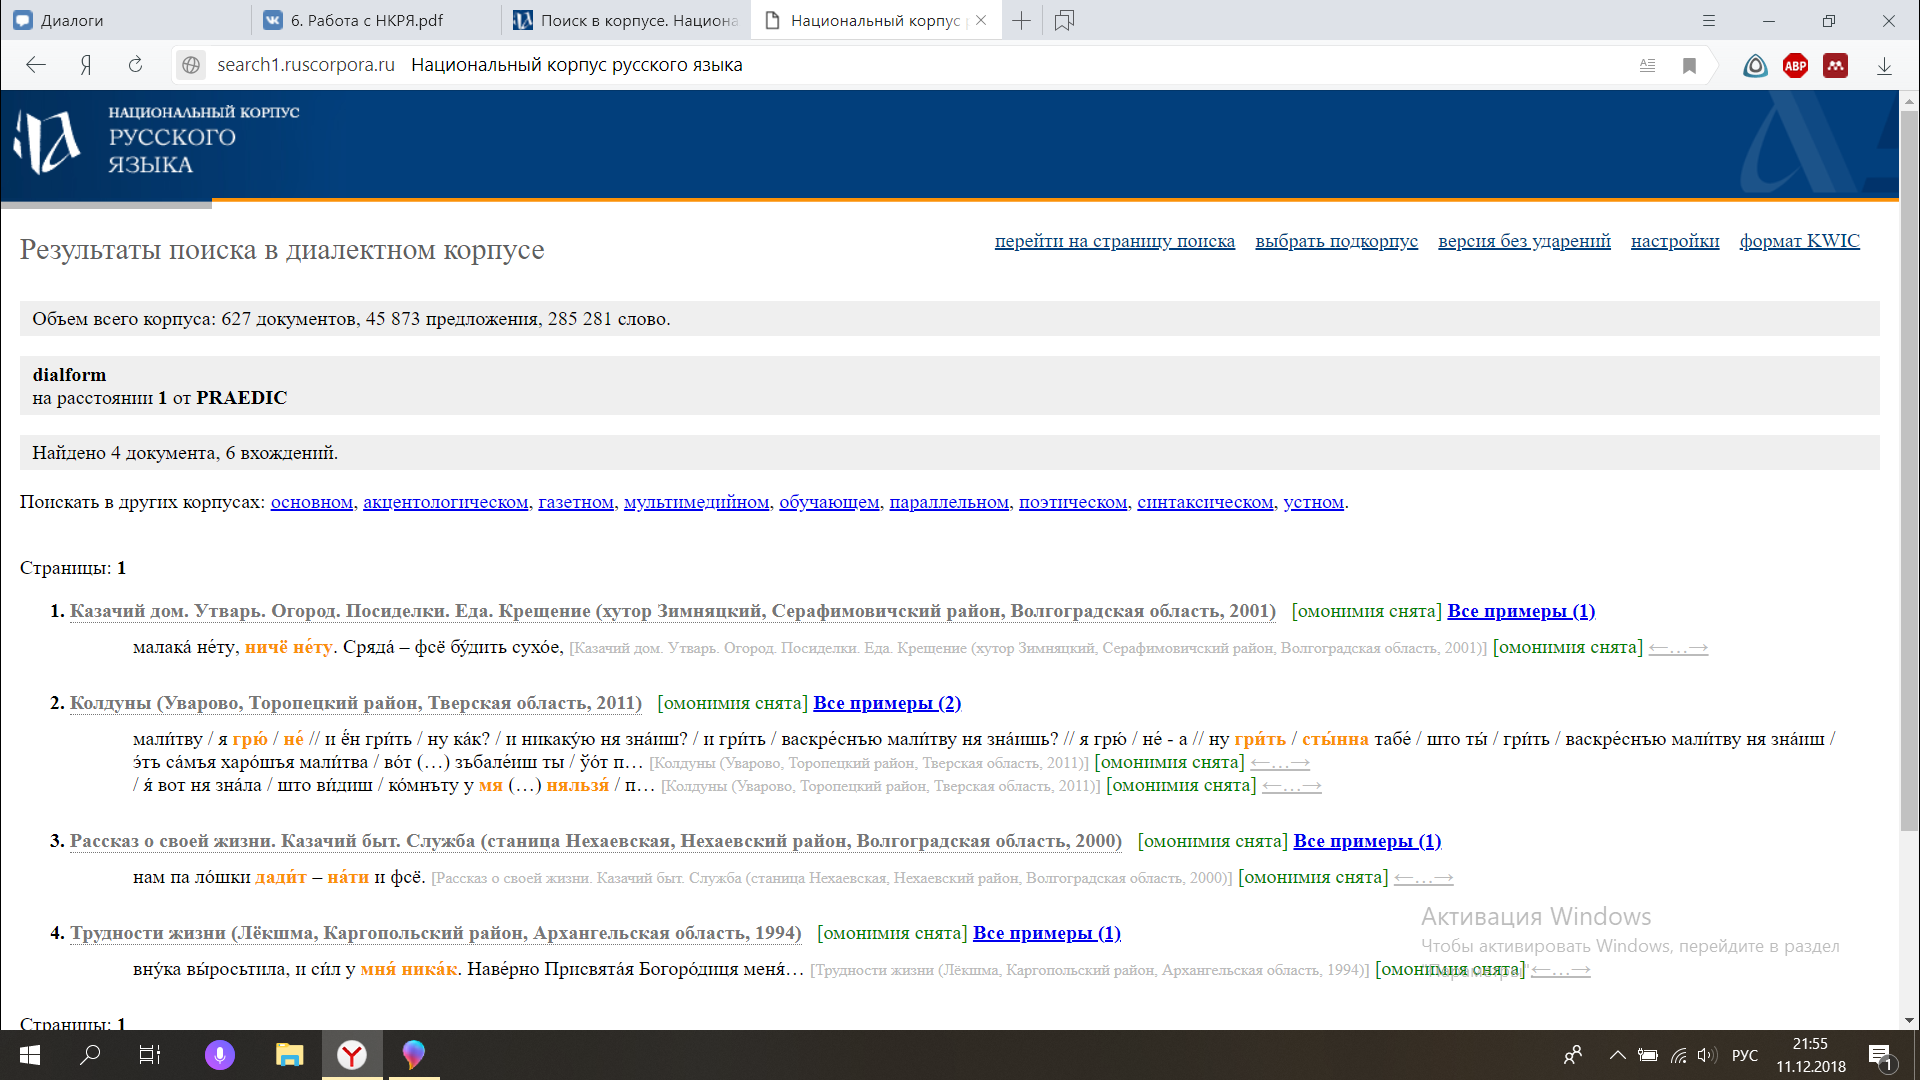 Диалоги
6. Работа с НКРЯ.pdf
Поиск в корпусе. Национа
Национальный корпус
search1.ruscorpora.ru Национальный корпус русского языка
ABP
НАЦИОНАЛЬНЫЙ КОРПУС
РУССКОГО
ЯЗЫКА
Результаты поиска в диалектном корпусе
перейти на страницу поиска выбрать подкорпус версия без ударений настройки формат KWIC
Объем всего корпуса: 627 документов, 45 873 предложения, 285 281 слово.
dialform
на расстоянии 1 от PRAEDIC
Найдено 4 документа, 6 вхождений.
Поискать в других корпусах: основном, акцентологическом, газетном, мультимедийном, обучающем, параллельном, поэтическом, синтаксическом, устном.
Страницы: 1
1. Казачий дом. Утварь. Огород. Посиделки. Еда. Крещение (хутор Зимняцкий, Серафимовичский район, Волгоградская область, 2001) [омонимия снята] Все примеры (1)
малака́ не́ту, ничё не́ту. Сряда́ – фсё бу́дить сухо́е, [Казачий дом. Утварь. Огород. Посиделки. Еда. Крещение (хутор Зимняцкий, Серафимовичский район, Волгоградская область, 2001)] [омонимия снята] ←…→
2. Колдуны (Уварово, Торопецкий район, Тверская область, 2011) [омонимия снята] Все примеры (2)
мали́тву / я грю́ / не́ // и ё́н гри́ть / ну ка́к? / и никаку́ю ня зна́иш? / и гри́ть / васкре́снъю мали́тву ня зна́ишь? // я грю́ / не́ - а // ну гри́ть / сты́нна табе́ / што ты́ / гри́ть / васкре́снъю мали́тву ня зна́иш /
э́тъ са́мъя харо́шъя мали́тва / во́т (…) зъбале́иш ты / ў́от п… [Колдуны (Уварово, Торопецкий район, Тверская область, 2011)] [омонимия снята] ←…→
/ я́ вот ня зна́ла / што ви́диш / ко́мнъту у мя (…) няльзя́ / п… [Колдуны (Уварово, Торопецкий район, Тверская область, 2011)] [омонимия снята] ←…→
3. Рассказ о своей жизни. Казачий быт. Служба (станица Нехаевская, Нехаевский район, Волгоградская область, 2000) [омонимия снята] Все примеры (1)
нам па ло́шки дади́т – на́ти и фсё. [Рассказ о своей жизни. Казачий быт. Служба (станица Нехаевская, Нехаевский район, Волгоградская область, 2000)] [омонимия снята] ←…→
4. Трудности жизни (Лёкшма, Каргопольский район, Архангельская область, 1994) [омонимия снята] Все примеры (1)
вну́ка вы́росьтила, и си́л у мня́ ника́к. Наве́рно Присвята́я Богоро́диця меня́… [Трудности жизни (Лёкшма, Каргопольский район, Архангельская область, 1994)] [омонимия снята] ←…→
Активация Windows
Чтобы активировать Windows, перейдите в раздел
"Параметры".
Страницы: 1
РУС
21:55
11.12.2018
1